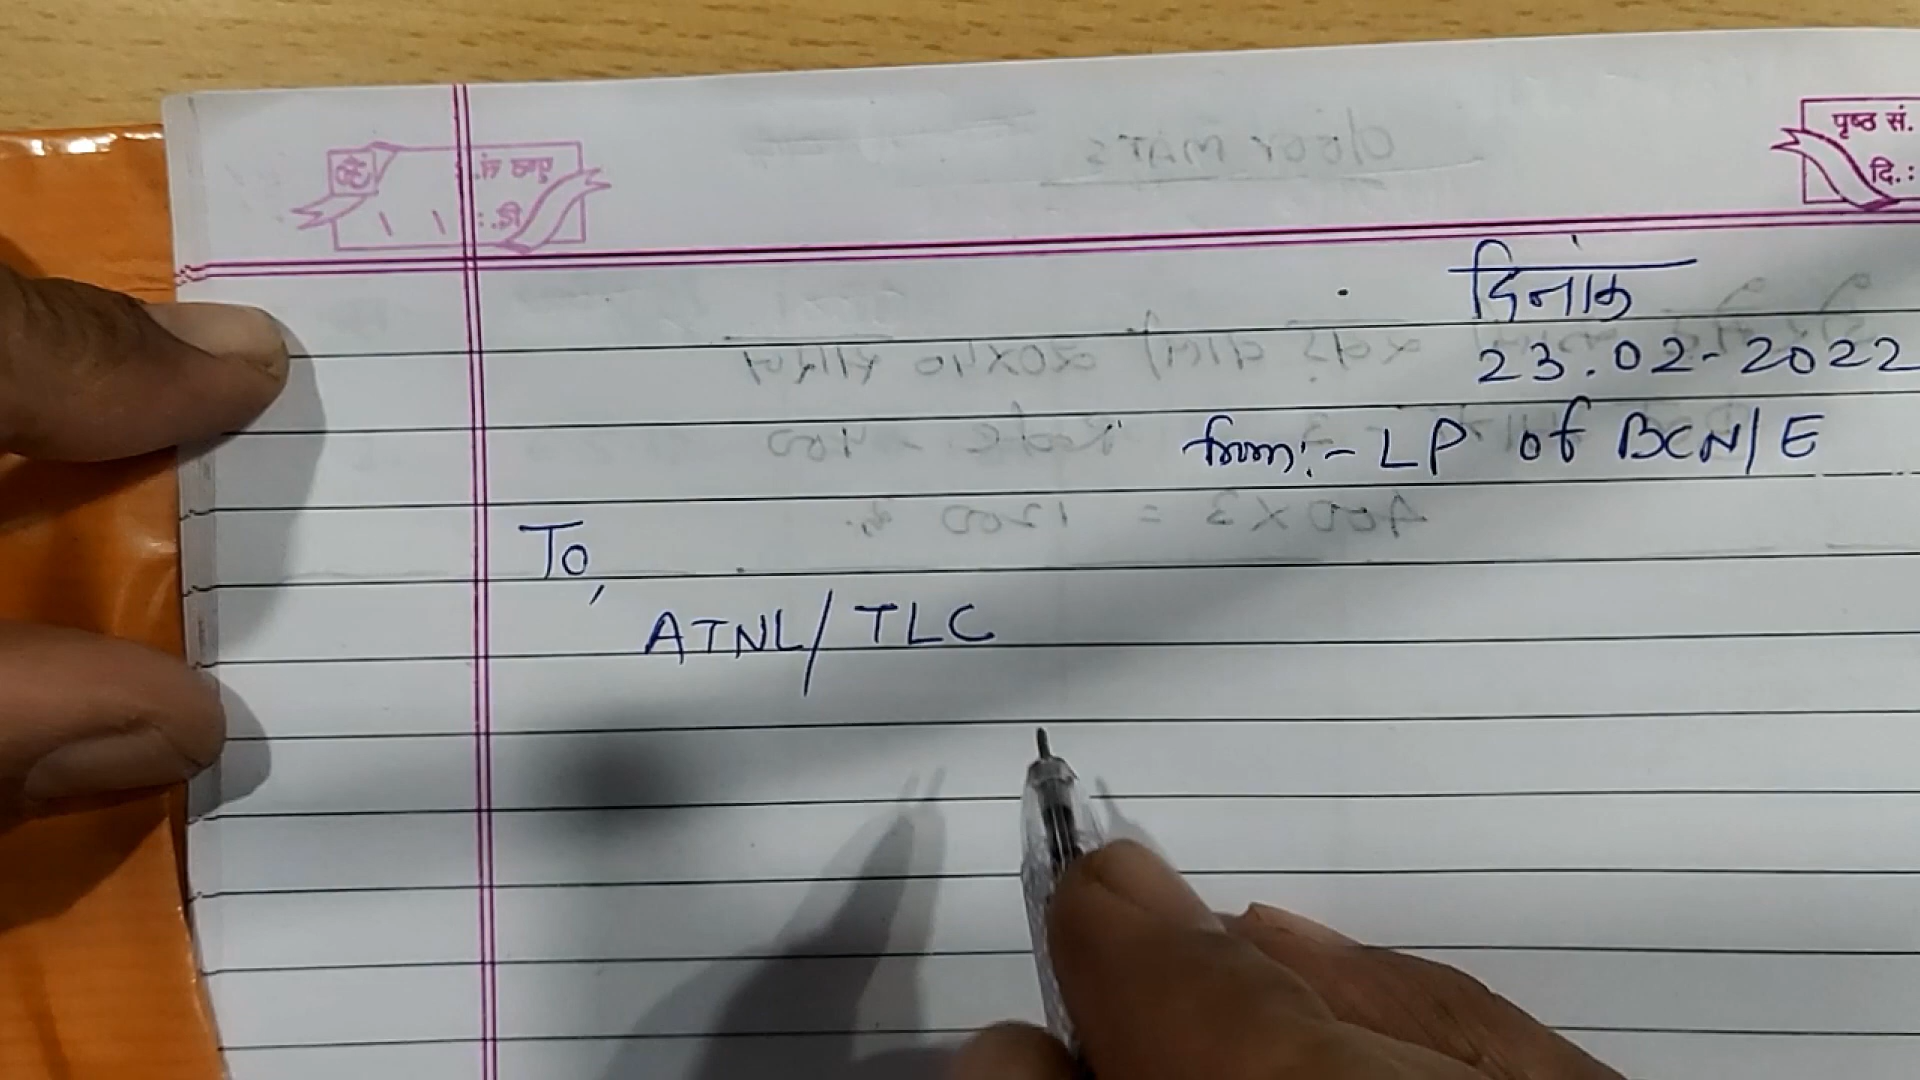 पृष्ठ सं.
दि.:
दिनांक
23.02-2022
from:- LP of BCN/E
To,
ATNL/TLC